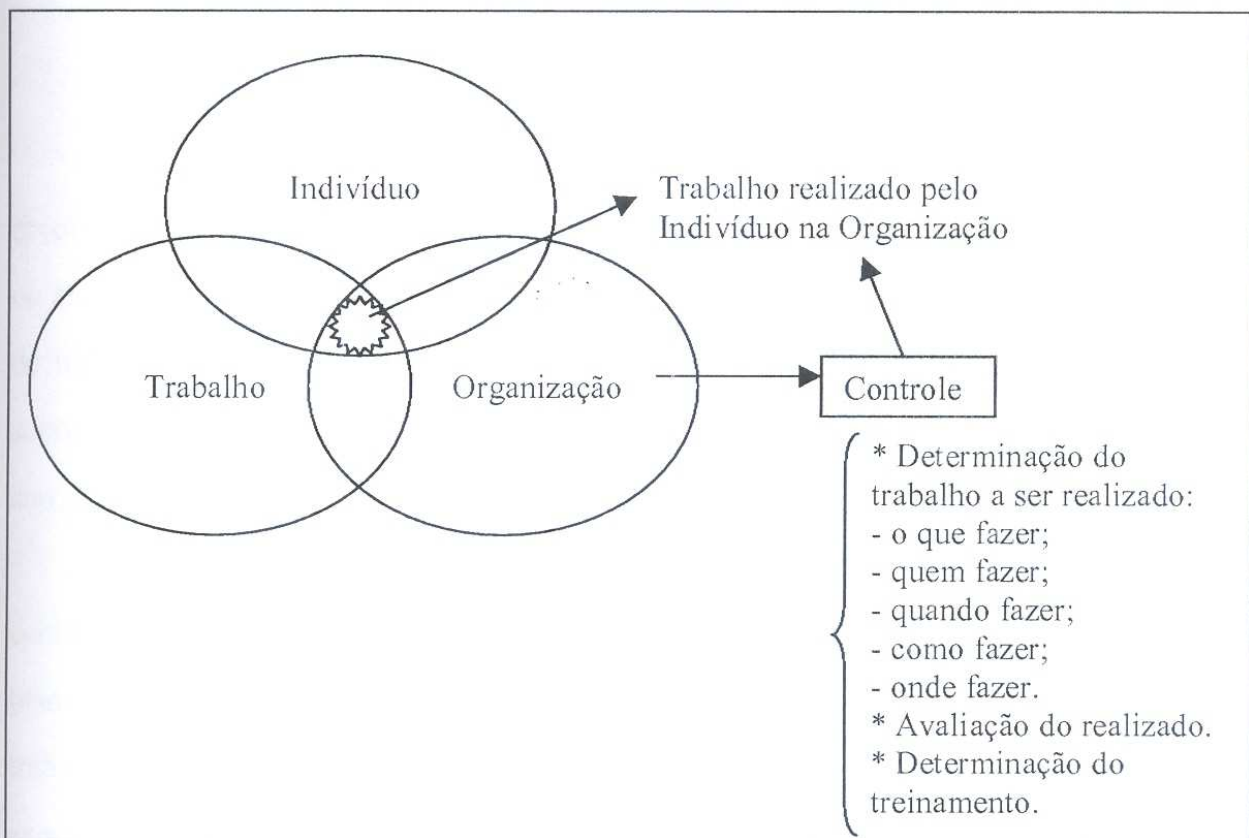 Indivíduo
Trabalho realizado pelo
Indivíduo na Organização
Trabalho
Organização
Controle
* Determinação do
trabalho a ser realizado:
- o que fazer;
- quem fazer;
- quando fazer;
- como fazer;
- onde fazer.
* Avaliação do realizado.
* Determinação do
treinamento.